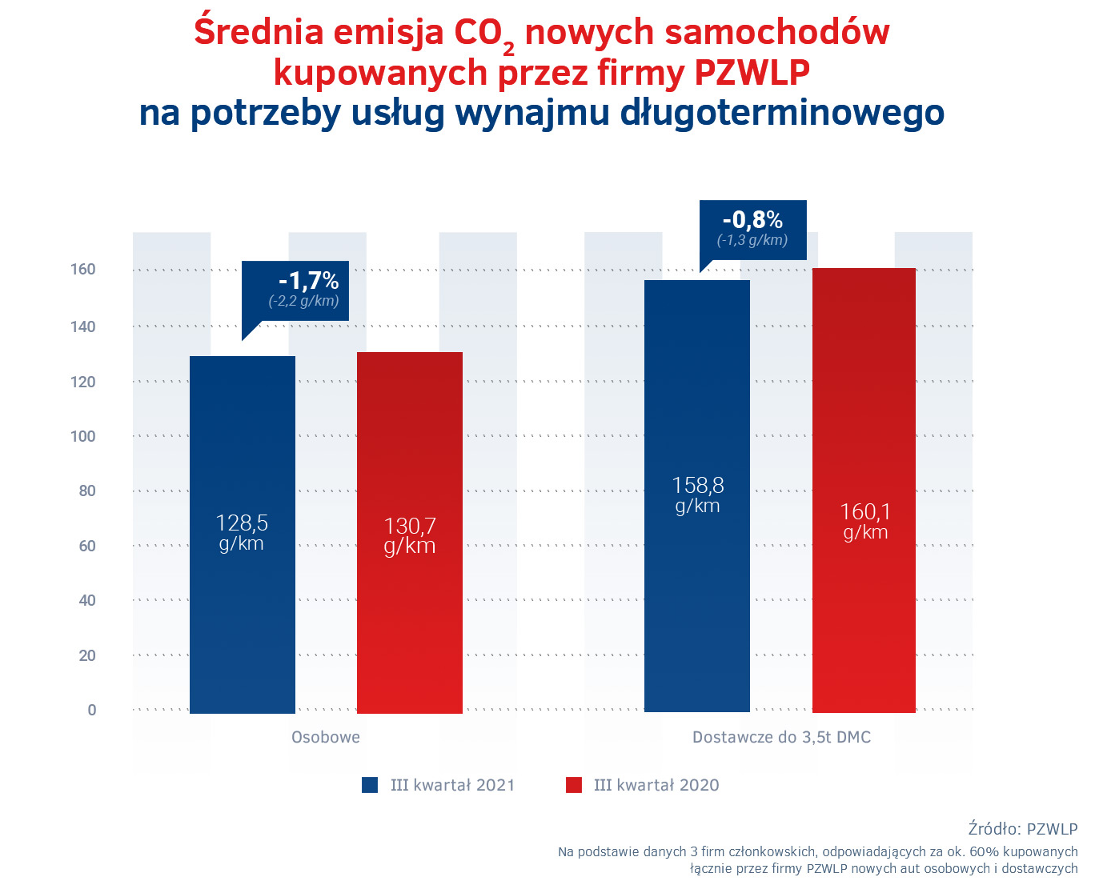 Średnia emisja CO₂ nowych samochodów
kupowanych przez firmy PZWLP
na potrzeby usług wynajmu długoterminowego
-0,8%
(-1,3 g/km)
-1,7%
(-2,2 g/km)
160
140
120
100
80
60
40
20
0
128,5
g/km
130,7
g/km
158,8
g/km
160,1
g/km
Osobowe
Dostawcze do 3,5t DMC
III kwartał 2021
III kwartał 2020
Źródło: PZWLP
Na podstawie danych 3 firm członkowskich, odpowiadających za ok. 60% kupowanych
łącznie przez firmy PZWLP nowych aut osobowych i dostawczych